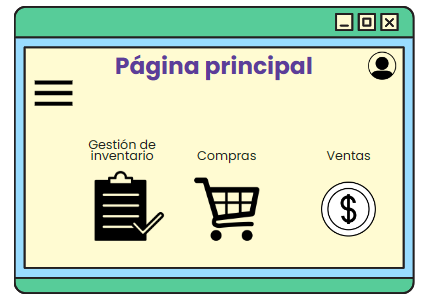 Página principal
Gestión de
inventario
Compras
Ventas
$